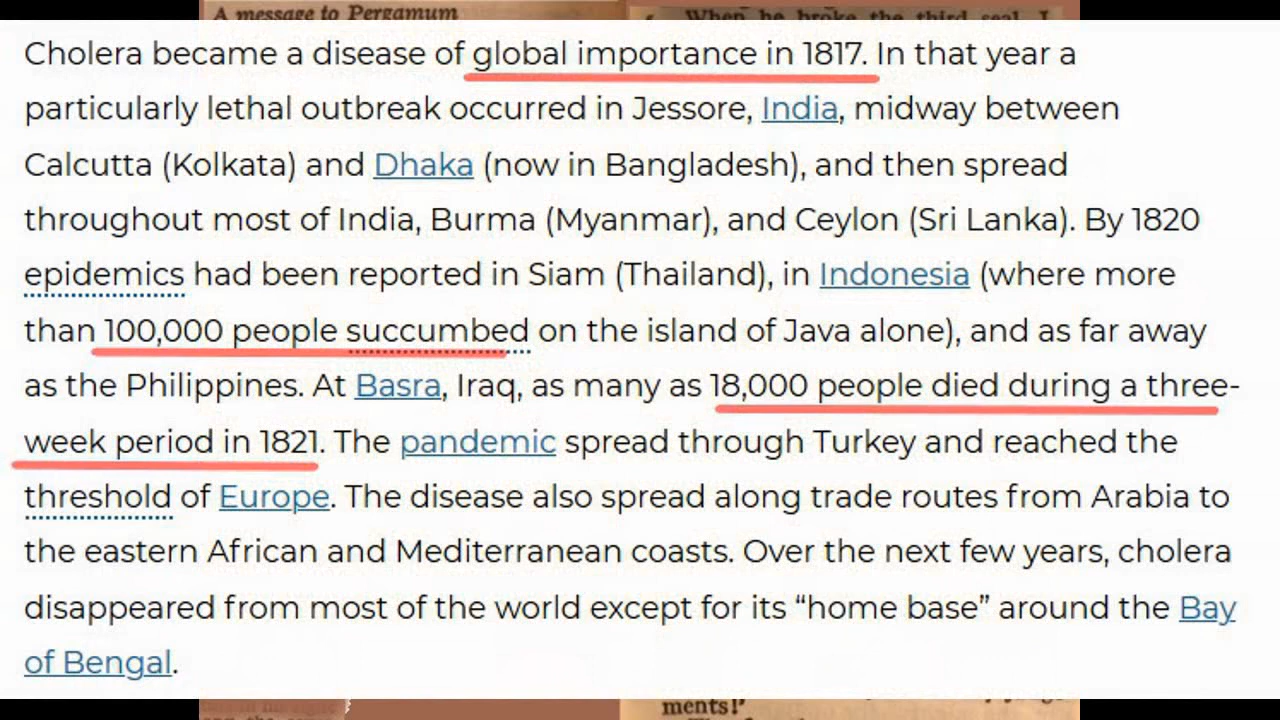 A message to Pergamum
When he broke the third seal, I
Cholera became a disease of global importance in 1817. In that year a
particularly lethal outbreak occurred in Jessore, India, midway between
Calcutta (Kolkata) and Dhaka (now in Bangladesh), and then spread
throughout most of India, Burma (Myanmar), and Ceylon (Sri Lanka). By 1820
epidemics had been reported in Siam (Thailand), in Indonesia (where more
than 100,000 people succumbed on the island of Java alone), and as far away
as the Philippines. At Basra, Iraq, as many as 18,000 people died during a three-
week period in 1821. The pandemic spread through Turkey and reached the
threshold of Europe. The disease also spread along trade routes from Arabia to
the eastern African and Mediterranean coasts. Over the next few years, cholera
disappeared from most of the world except for its “home base” around the Bay
of Bengal.
ments!’